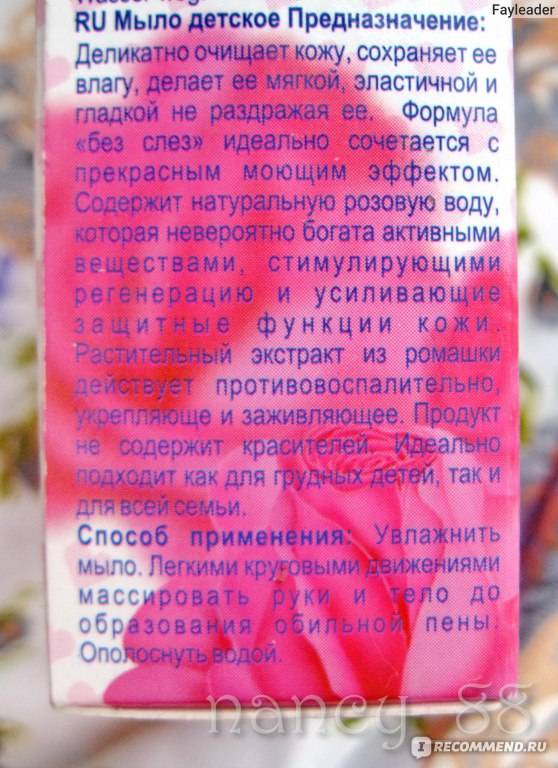 Fayleader
RU Мыло детское Предназначение:
Деликатно очищает кожу, сохраняет ее
влагу, делает ее мягкой, эластичной и
гладкой не раздражая ее. Формула
«без слез» идеально сочетается с
прекрасным моющим эффектом.
Содержит натуральную розовую воду,
которая невероятно богата активными
веществами, стимулирующими
регенерацию и усиливающие
защитные функции кожи.
Растительный экстракт из ромашки
действует противовоспалительно,
укрепляюще и заживляющее. Продукт
не содержит красителей. Идеально
подходит как для грудных детей, так и
для всей семьи.
Способ применения: Увлажнить
мыло. Легкими круговыми движениями
массировать руки и тело до
образования обильной пены.
Ополоснуть водой.
nancy 88
IRECOMMEND.RU